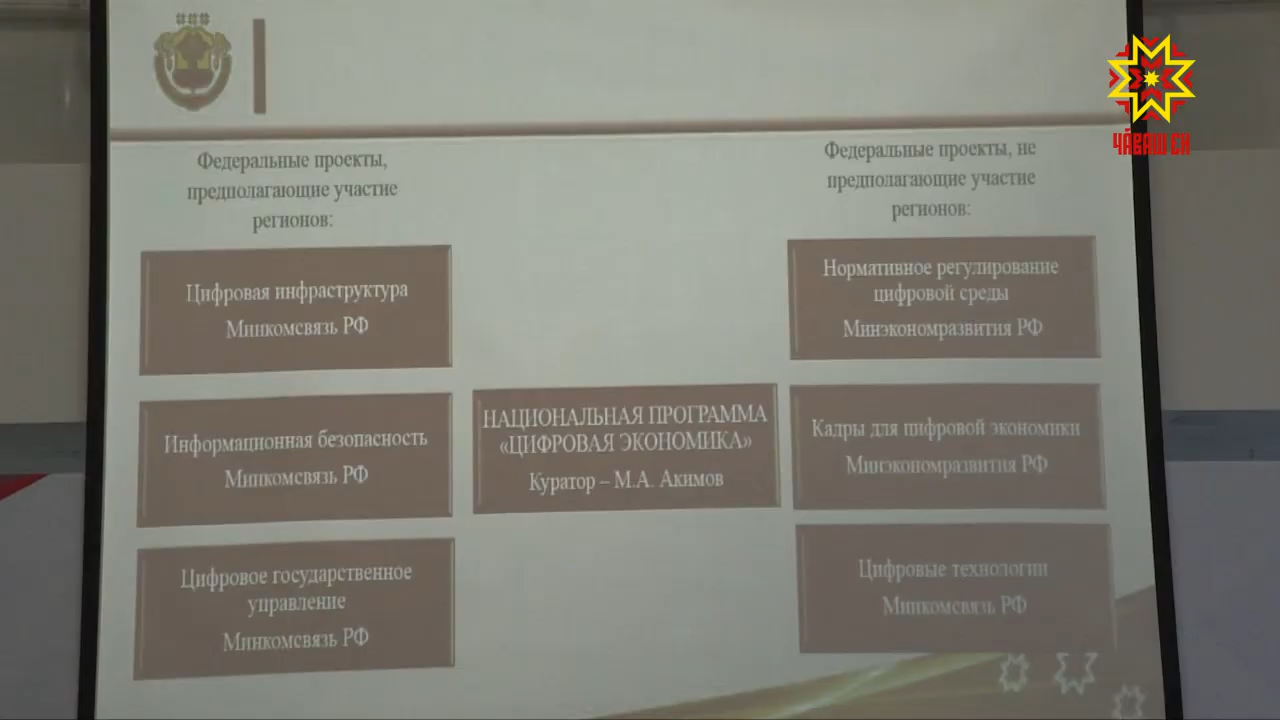 ЧӐВАШ ЕН
Федеральные проекты,
предполагающие участие
регионов:
Цифровая инфраструктура
Минкомсвязь РФ
Информационная безопасность
Минкомсвязь РФ
Цифровое государственное
управление
Минкомсвязь РФ
НАЦИОНАЛЬНАЯ ПРОГРАММА
«ЦИФРОВАЯ ЭКОНОМИКА»
Куратор – М.А. Акимов
Федеральные проекты, не
предполагающие участие
регионов:
Нормативное регулирование
цифровой среды
Минэкономразвития РФ
Кадры для цифровой экономики
Минэкономразвития РФ
Цифровые технологии
Минкомсвязь РФ